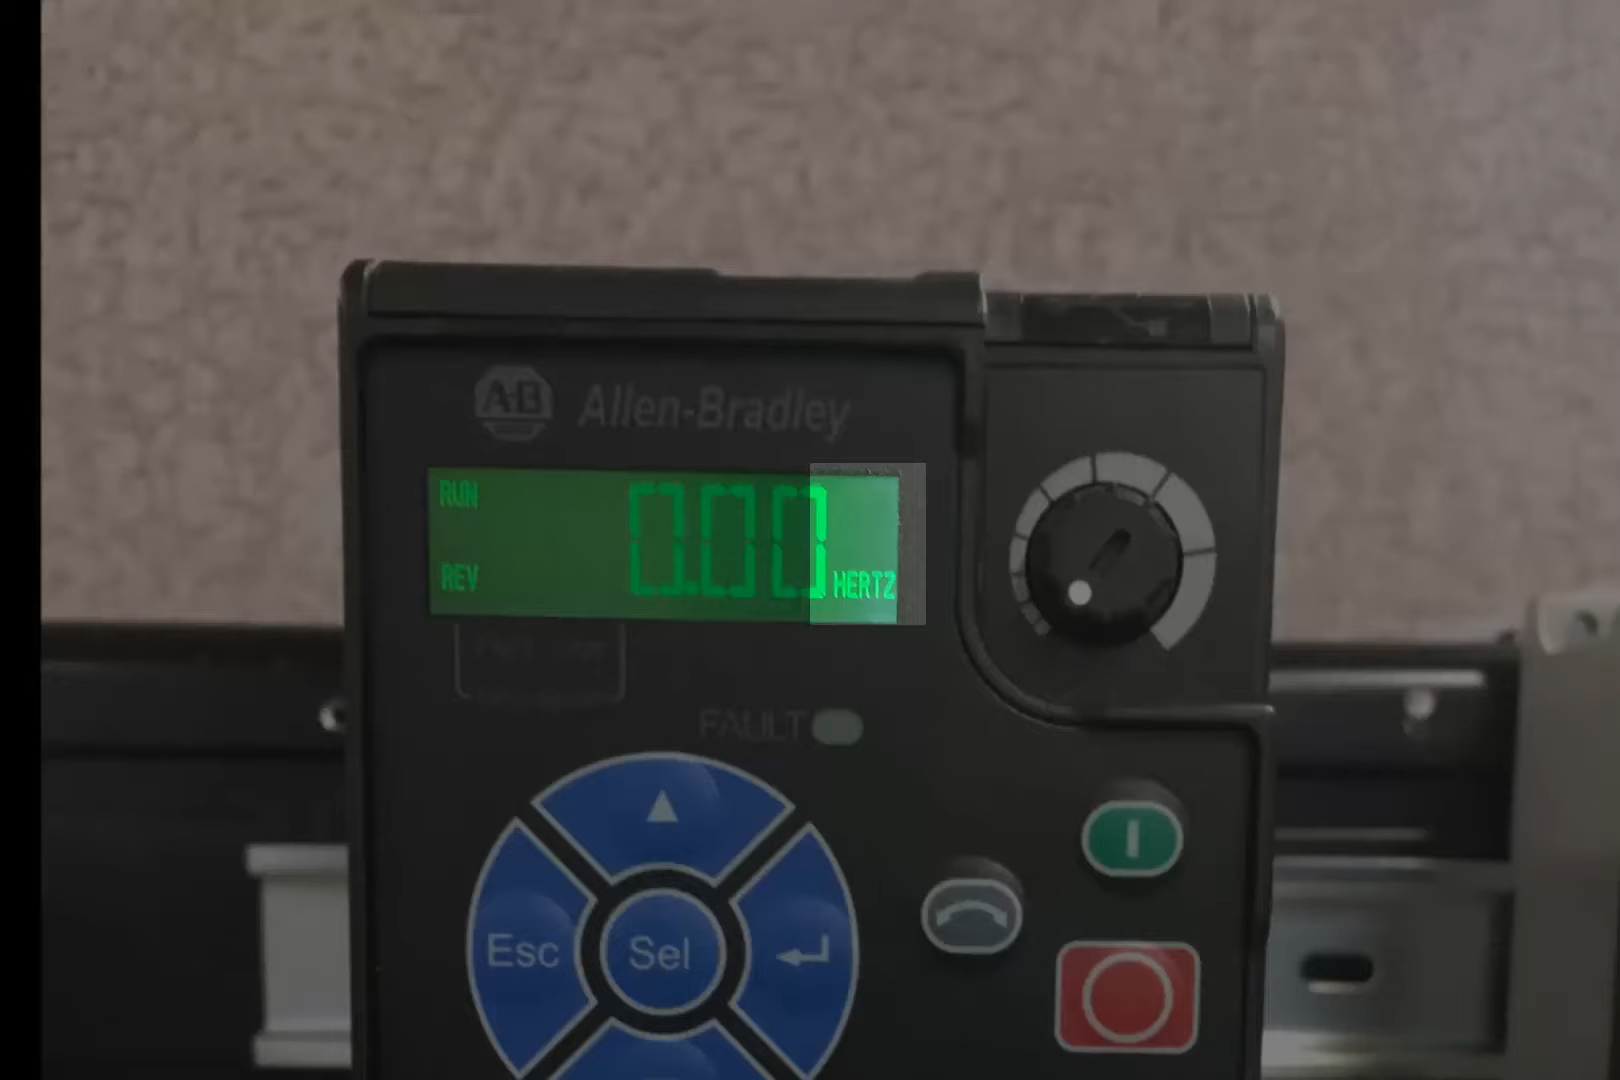 AB Allen-Bradley
RUN
0.00
REV
HERTZ
FAULT
Esc
Sel